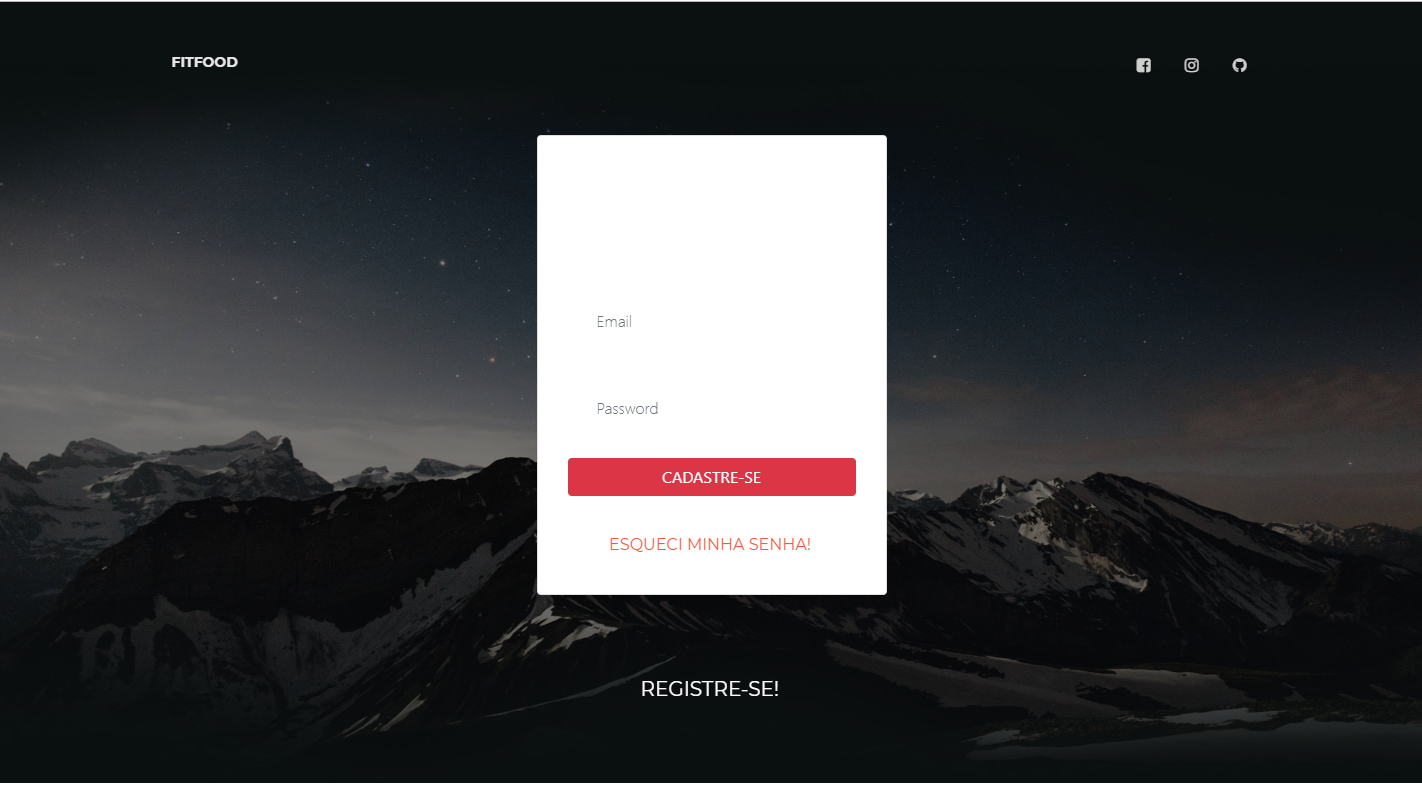 FITFOOD
Email
Password
CADASTRE-SE
ESQUECI MINHA SENHA!
REGISTRE-SE!